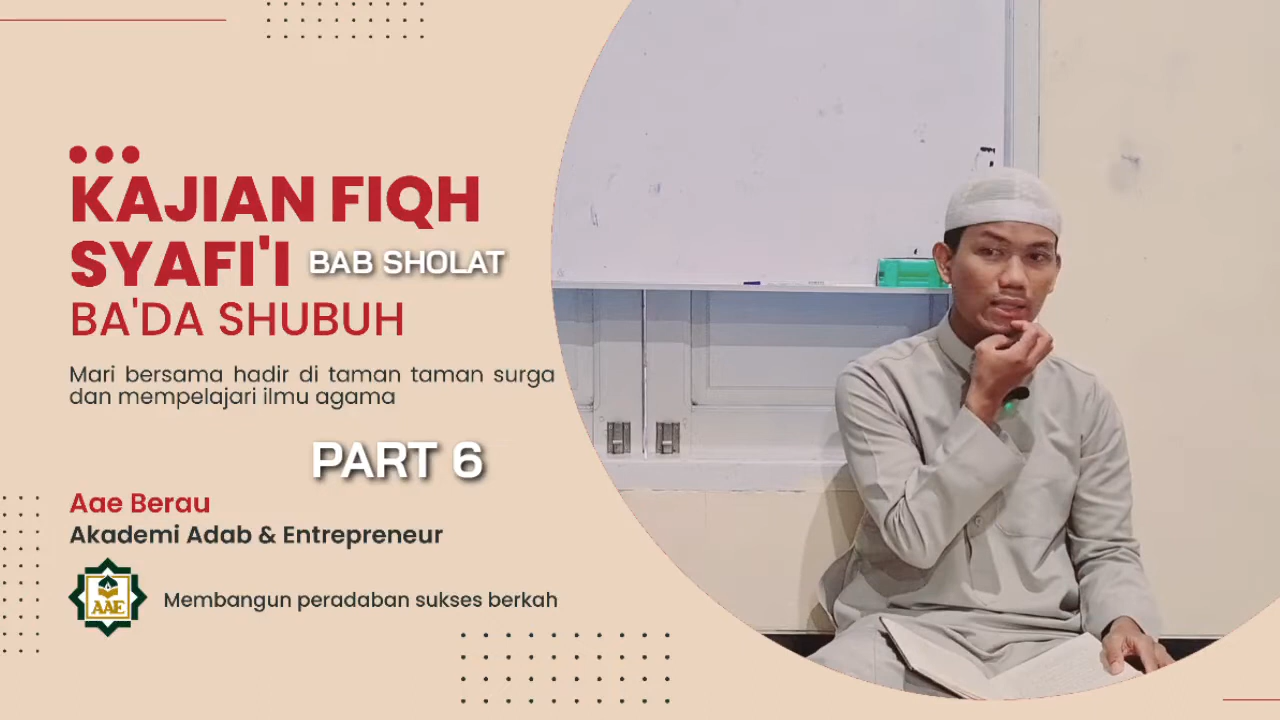 KAJIAN FIQH
SYAFI'I BAB SHOLAT
BA'DA SHUBUH
Mari bersama hadir di taman taman surga
dan mempelajari ilmu agama
PART 6
Aae Berau
Akademi Adab & Entrepreneur
AAE
Membangun peradaban sukses berkah